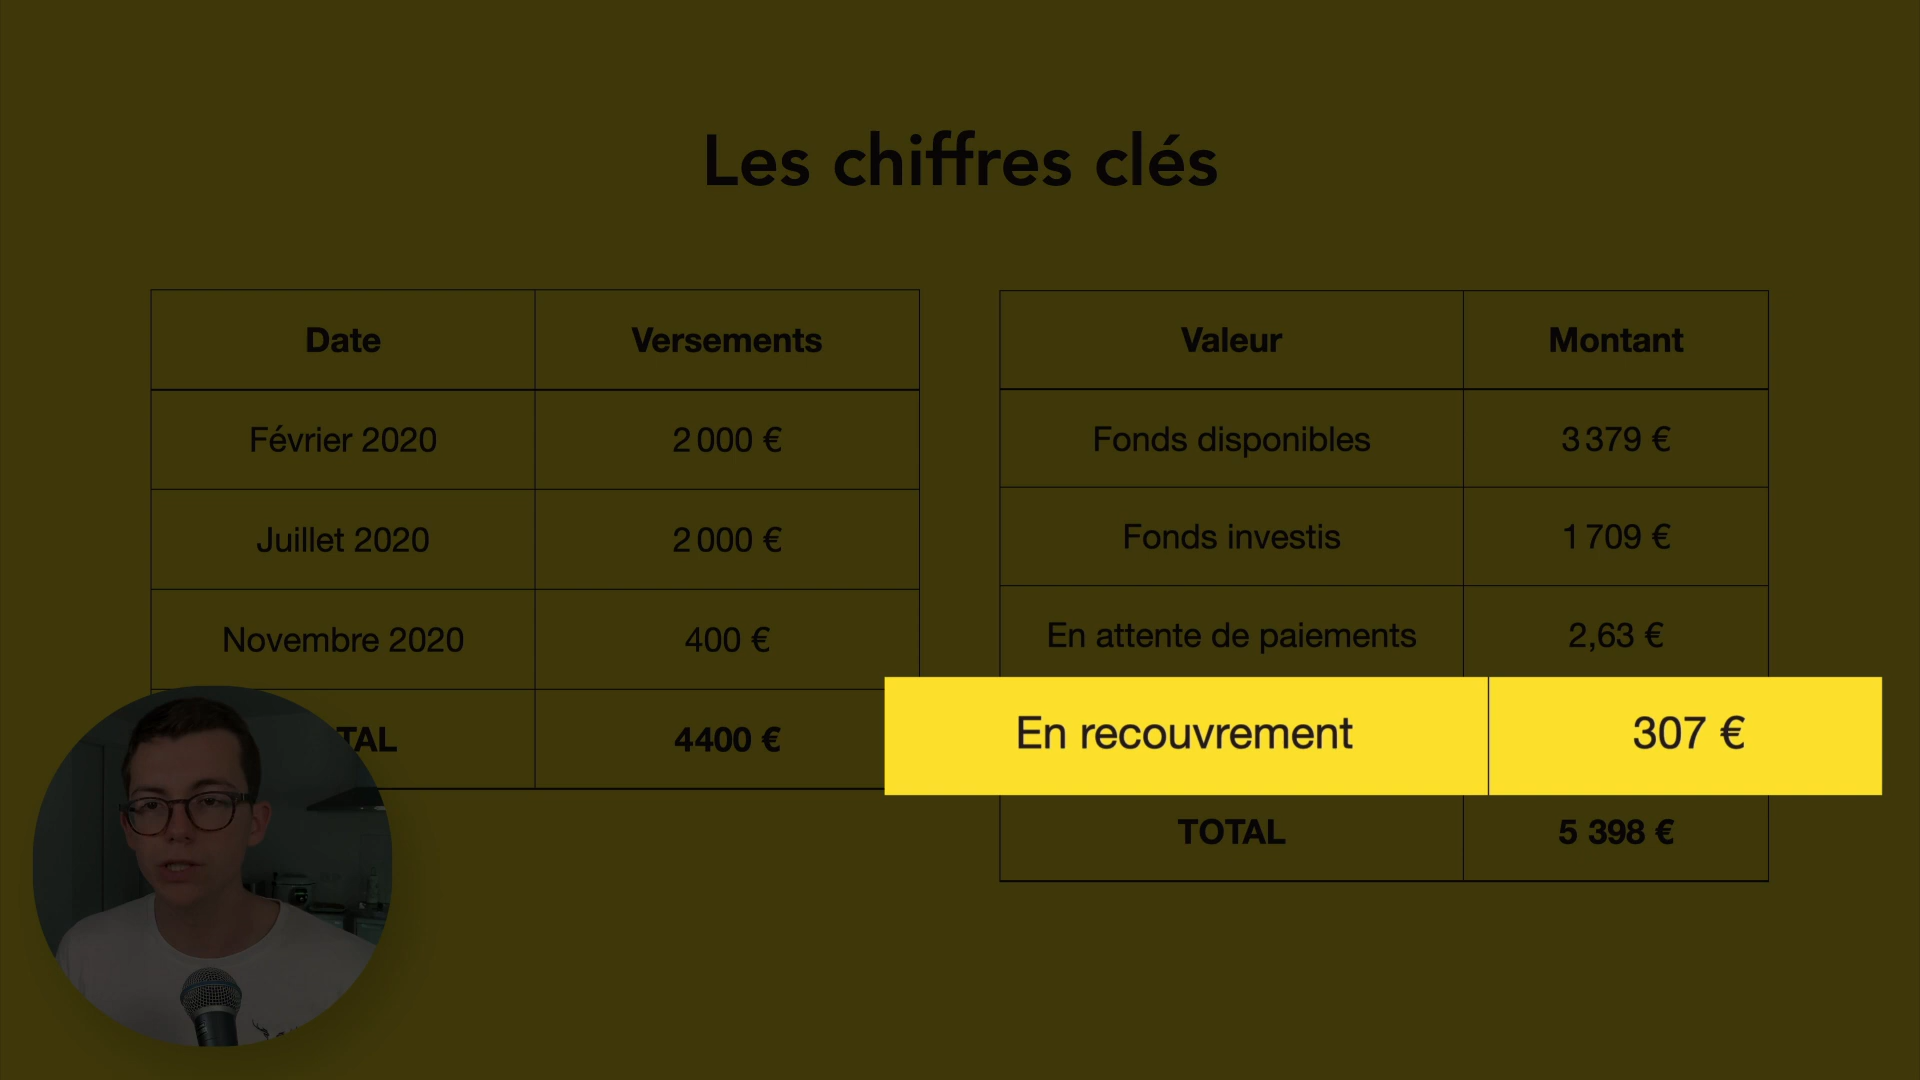 Les chiffres clés
Date Versements
Février 2020 2 000 €
Juillet 2020 2 000 €
Novembre 2020 400 €
TAL 4400 €
Valeur Montant
Fonds disponibles 3 379 €
Fonds investis 1 709 €
En attente de paiements 2,63 €
En recouvrement 307 €
TOTAL 5 398 €